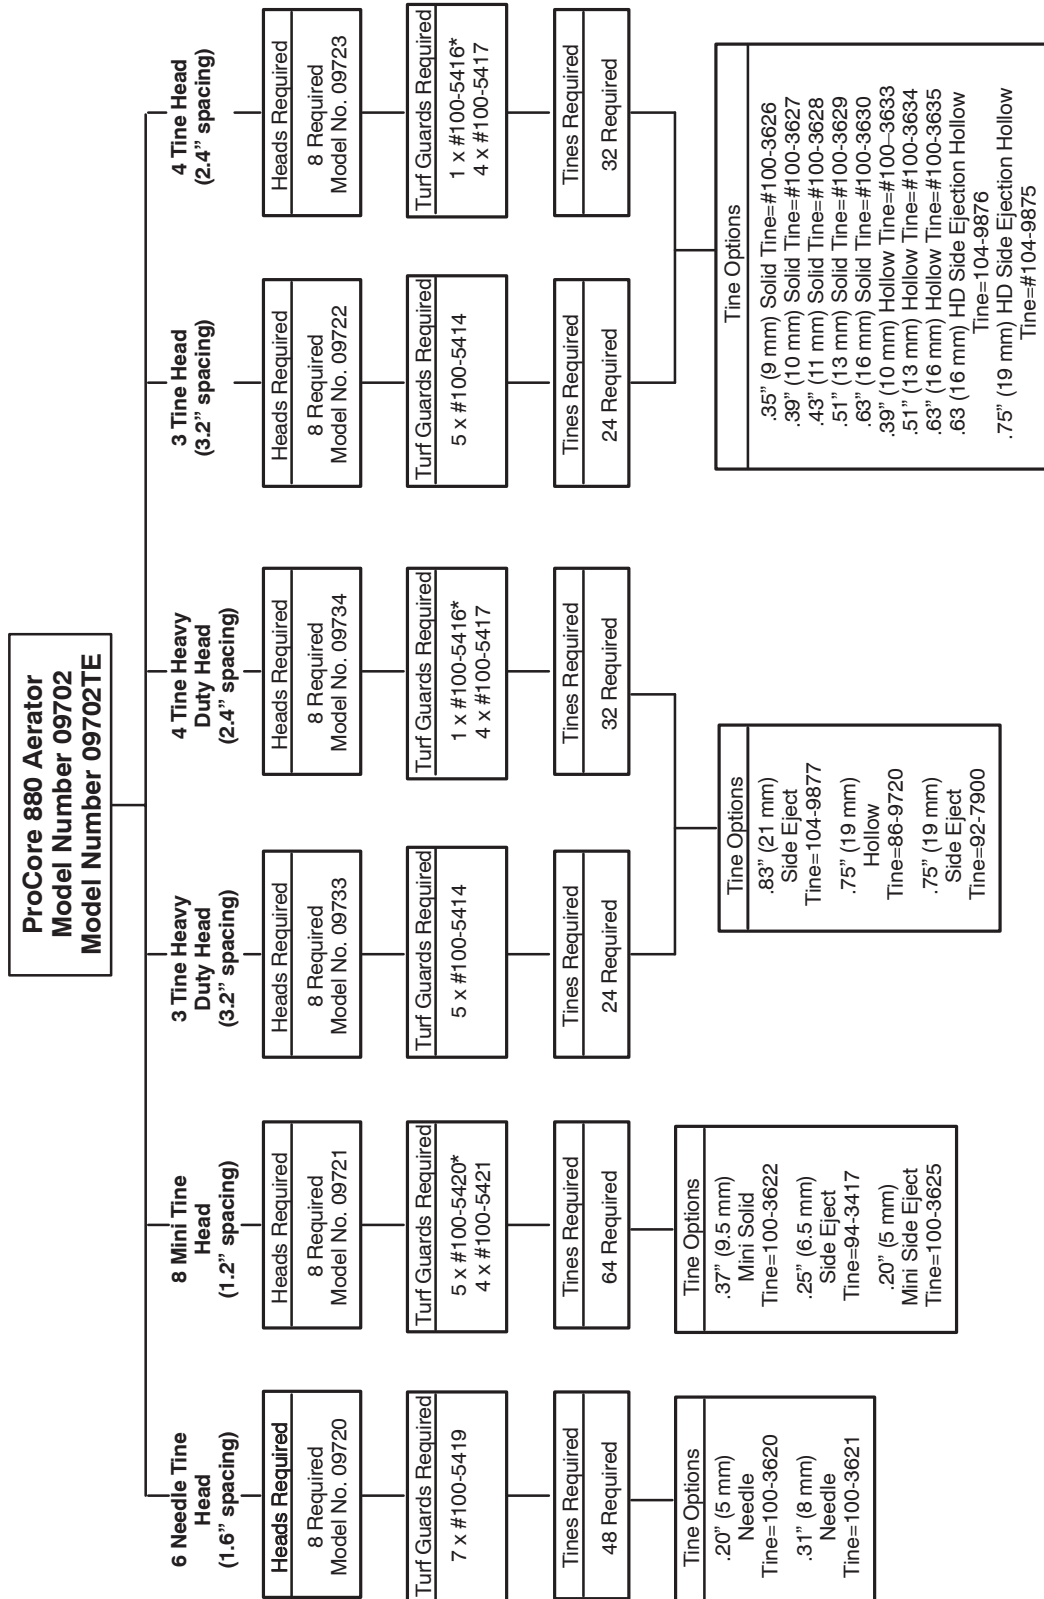 ProCore 880 Aerator
Model Number 09702
Model Number 09702TE
6 Needle Tine
Head
(1.6” spacing)
Heads Required
8 Required
Model No. 09720
Turf Guards Required
7 x #100-5419
Tines Required
48 Required
Tine Options
.20” (5 mm)
Needle
Tine=100-3620
.31” (8 mm)
Needle
Tine=100-3621
8 Mini Tine
Head
(1.2” spacing)
Heads Required
8 Required
Model No. 09721
Turf Guards Required
5 x #100-5420*
4 x #100-5421
Tines Required
64 Required
Tine Options
.37” (9.5 mm)
Mini Solid
Tine=100-3622
.25” (6.5 mm)
Side Eject
Tine=94-3417
.20” (5 mm)
Mini Side Eject
Tine=100-3625
3 Tine Heavy
Duty Head
(3.2” spacing)
Heads Required
8 Required
Model No. 09733
Turf Guards Required
5 x #100-5414
Tines Required
24 Required
4 Tine Heavy
Duty Head
(2.4” spacing)
Heads Required
8 Required
Model No. 09734
Turf Guards Required
1 x #100-5416*
4 x #100-5417
Tines Required
32 Required
Tine Options
.83” (21 mm)
Side Eject
Tine=104-9877
.75” (19 mm)
Hollow
Tine=86-9720
.75” (19 mm)
Side Eject
Tine=92-7900
3 Tine Head
(3.2” spacing)
Heads Required
8 Required
Model No. 09722
Turf Guards Required
5 x #100-5414
Tines Required
24 Required
4 Tine Head
(2.4” spacing)
Heads Required
8 Required
Model No. 09723
Turf Guards Required
1 x #100-5416*
4 x #100-5417
Tines Required
32 Required
Tine Options
.35” (9 mm) Solid Tine=#100-3626
.39” (10 mm) Solid Tine=#100-3627
.43” (11 mm) Solid Tine=#100-3628
.51” (13 mm) Solid Tine=#100-3629
.63” (16 mm) Solid Tine=#100-3630
.39” (10 mm) Hollow Tine=#100–3633
.51” (13 mm) Hollow Tine=#100-3634
.63” (16 mm) Hollow Tine=#100-3635
.63 (16 mm) HD Side Ejection Hollow
Tine=104-9876
.75” (19 mm) HD Side Ejection Hollow
Tine=#104-9875